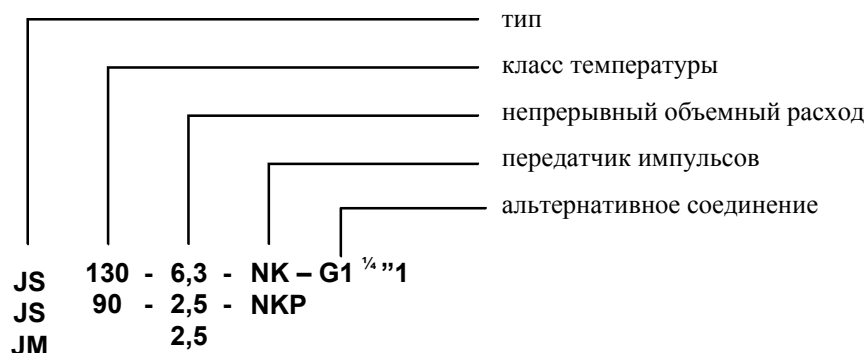 тип
класс температуры
непрерывный объемный расход
передатчик импульсов
альтернативное соединение
JS 130 - 6,3 - NK – G1 ¼ ”1
JS 90 - 2,5 - NKP
JM 2,5